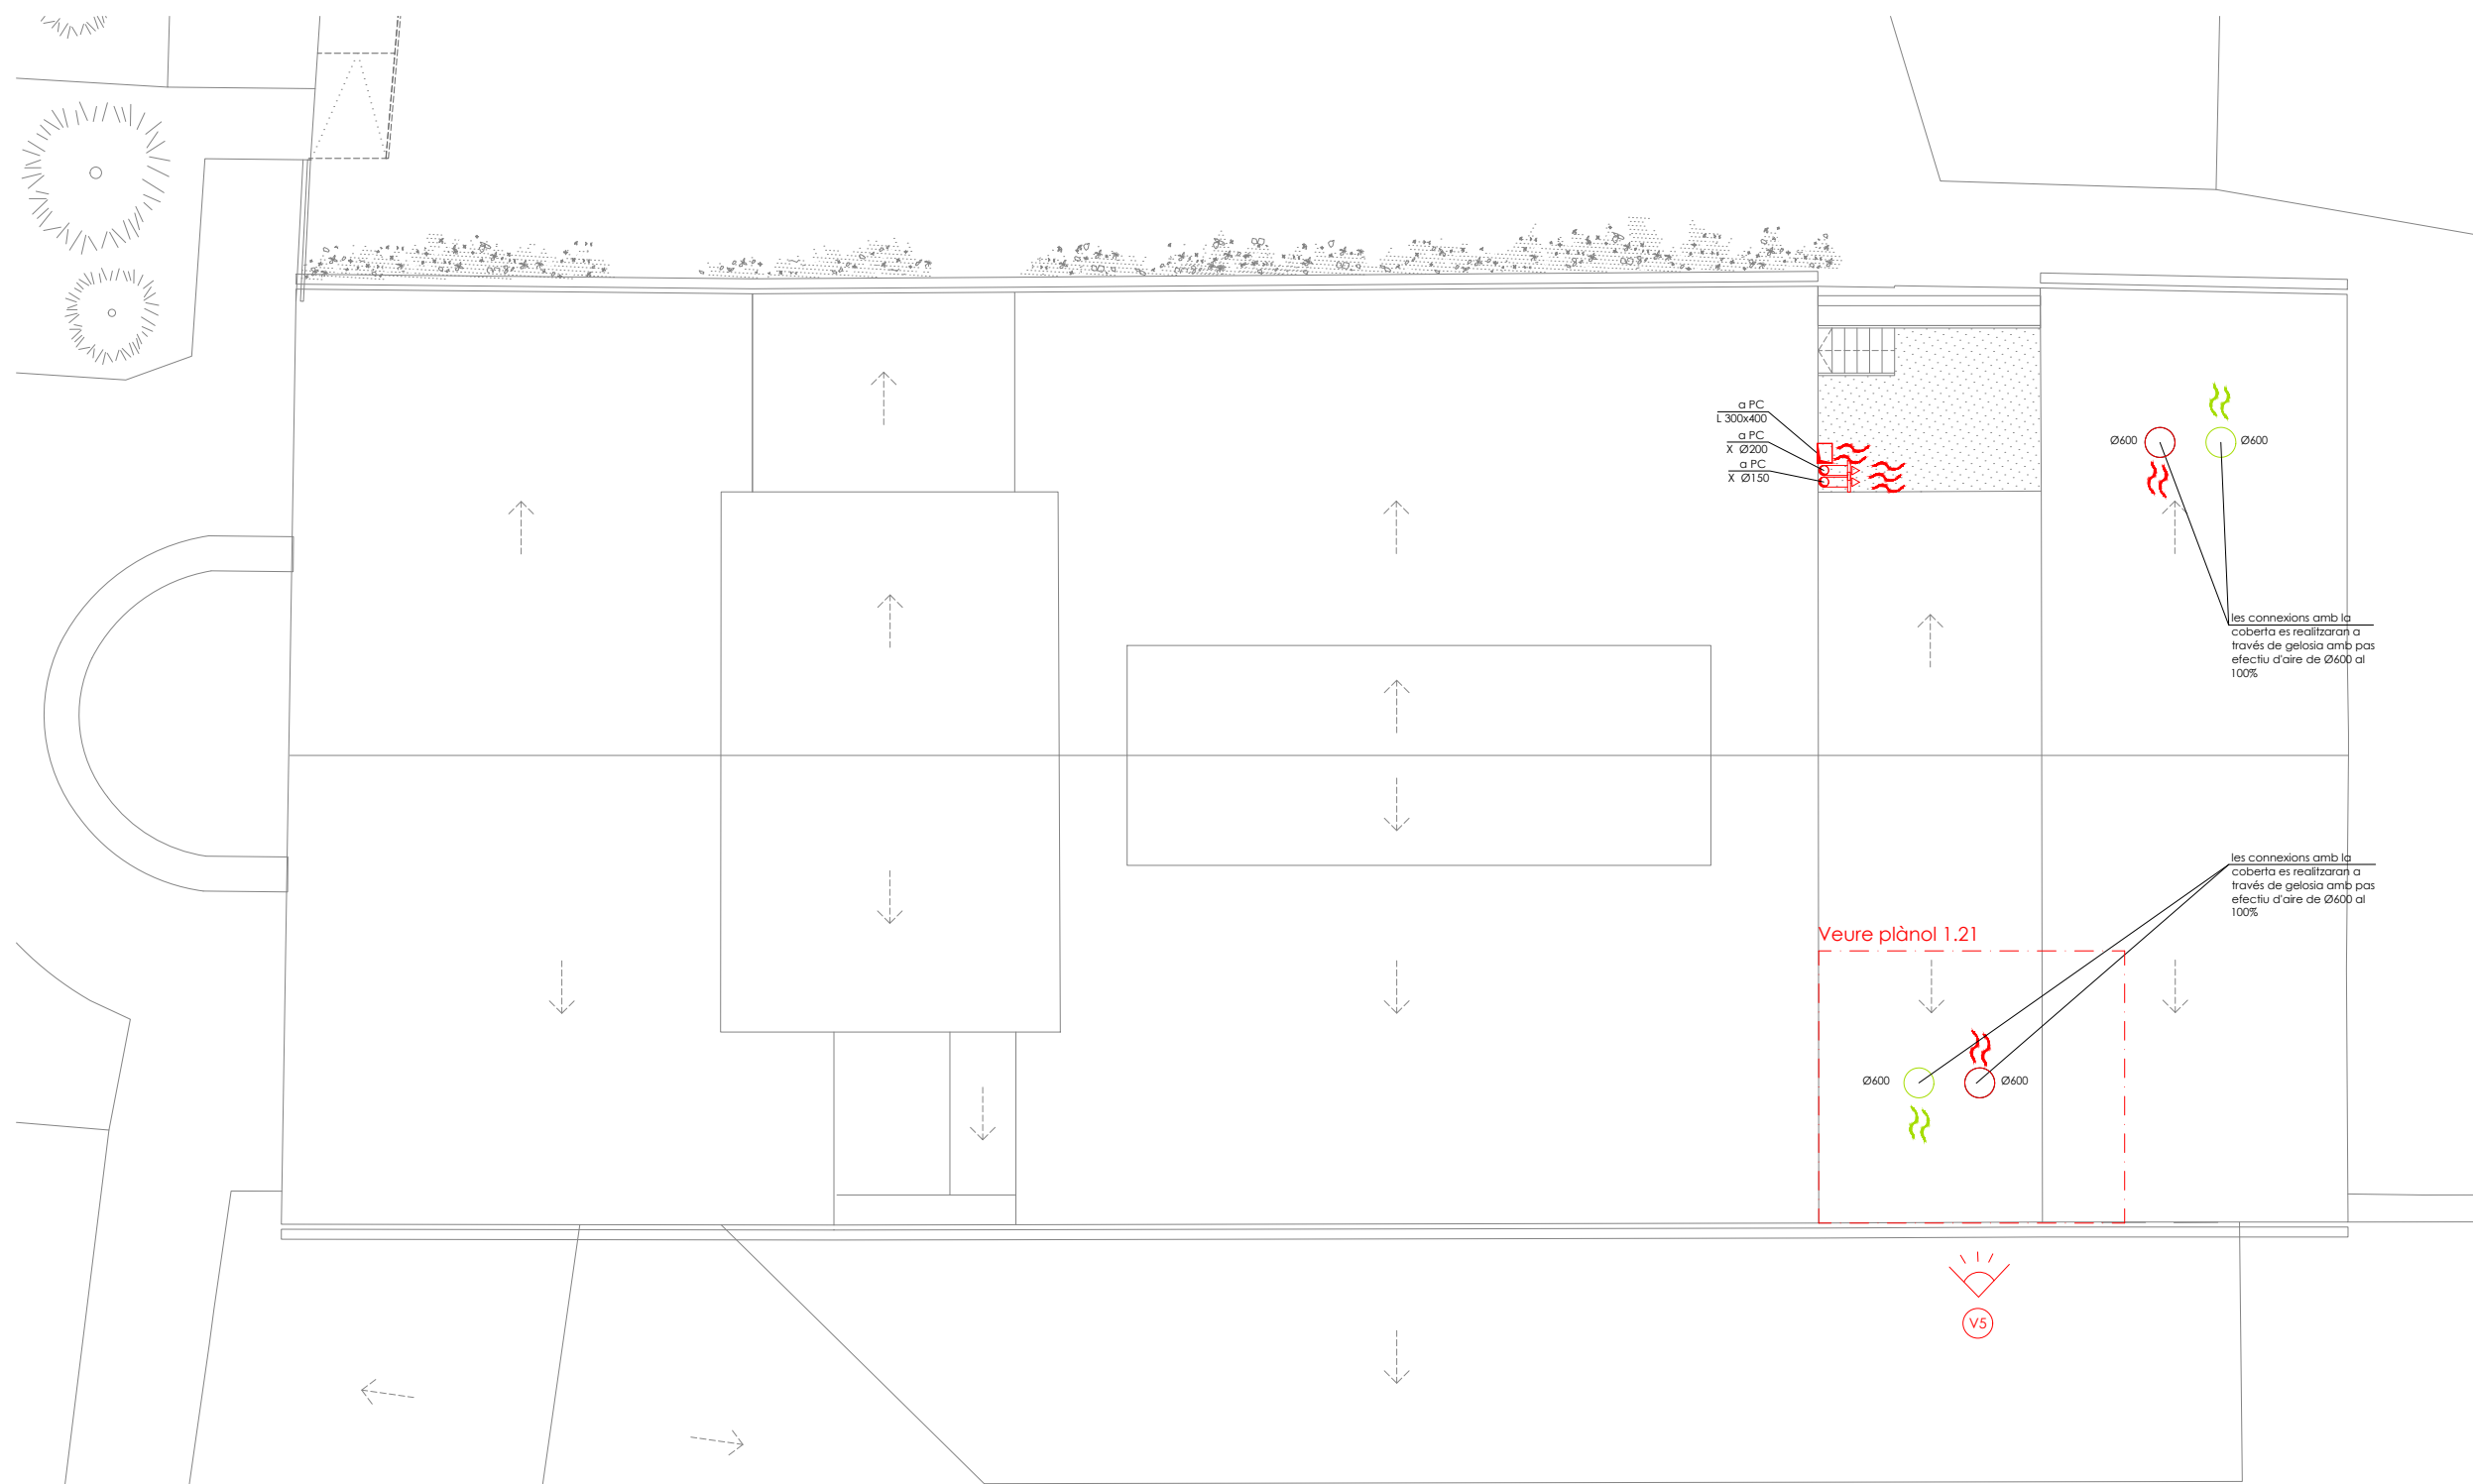 a PC
L 300x400
a PC
X Ø200
a PC
X Ø150
Ø600
Ø600
les connexions amb la
coberta es realitzaran a
través de gelosia amb pas
efectiu d'aire de Ø600 al
100%
les connexions amb la
coberta es realitzaran a
través de gelosia amb pas
efectiu d'aire de Ø600 al
100%
Veure plànol 1.21
Ø600
Ø600
V5